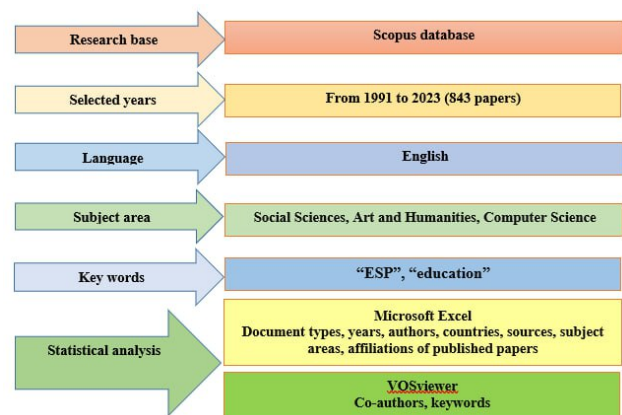 Research base
Scopus database
Selected years
From 1991 to 2023 (843 papers)
Language
English
Subject area
Social Sciences, Art and Humanities, Computer Science
Key words
“ESP”, “education”
Statistical analysis
Microsoft Excel
Document types, years, authors, countries, sources, subject
areas, affiliations of published papers
VOSviewer
Co-authors, keywords